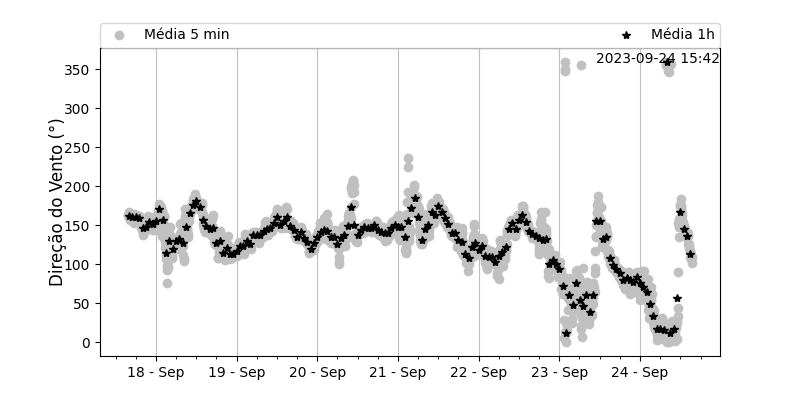 Média 5 min
Média 1h
2023-09-24 15:42
Direção do Vento (°)
350
300
250
200
150
100
50
0
18 - Sep
19 - Sep
20 - Sep
21 - Sep
22 - Sep
23 - Sep
24 - Sep